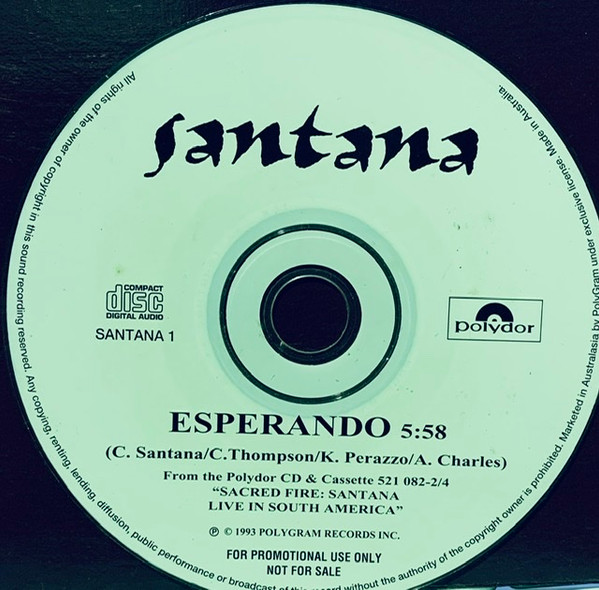 santana
COMPACT
disc
DIGITAL AUDIO
SANTANA 1
polydor
ESPERANDO 5:58
(C. Santana/C.Thompson/K. Perazzo/A. Charles)
From the Polydor CD & Cassette 521 082-2/4
“SACRED FIRE: SANTANA
LIVE IN SOUTH AMERICA”
℗ © 1993 POLYGRAM RECORDS INC.
FOR PROMOTIONAL USE ONLY
NOT FOR SALE
All rights of the owner of copyright in this sound recording reserved. Any copying, renting, lending, diffusion, public performance or broadcast of this record without the authority of the copyright owner is prohibited. Marketed in Australasia by PolyGram under exclusive license. Made in Australia.